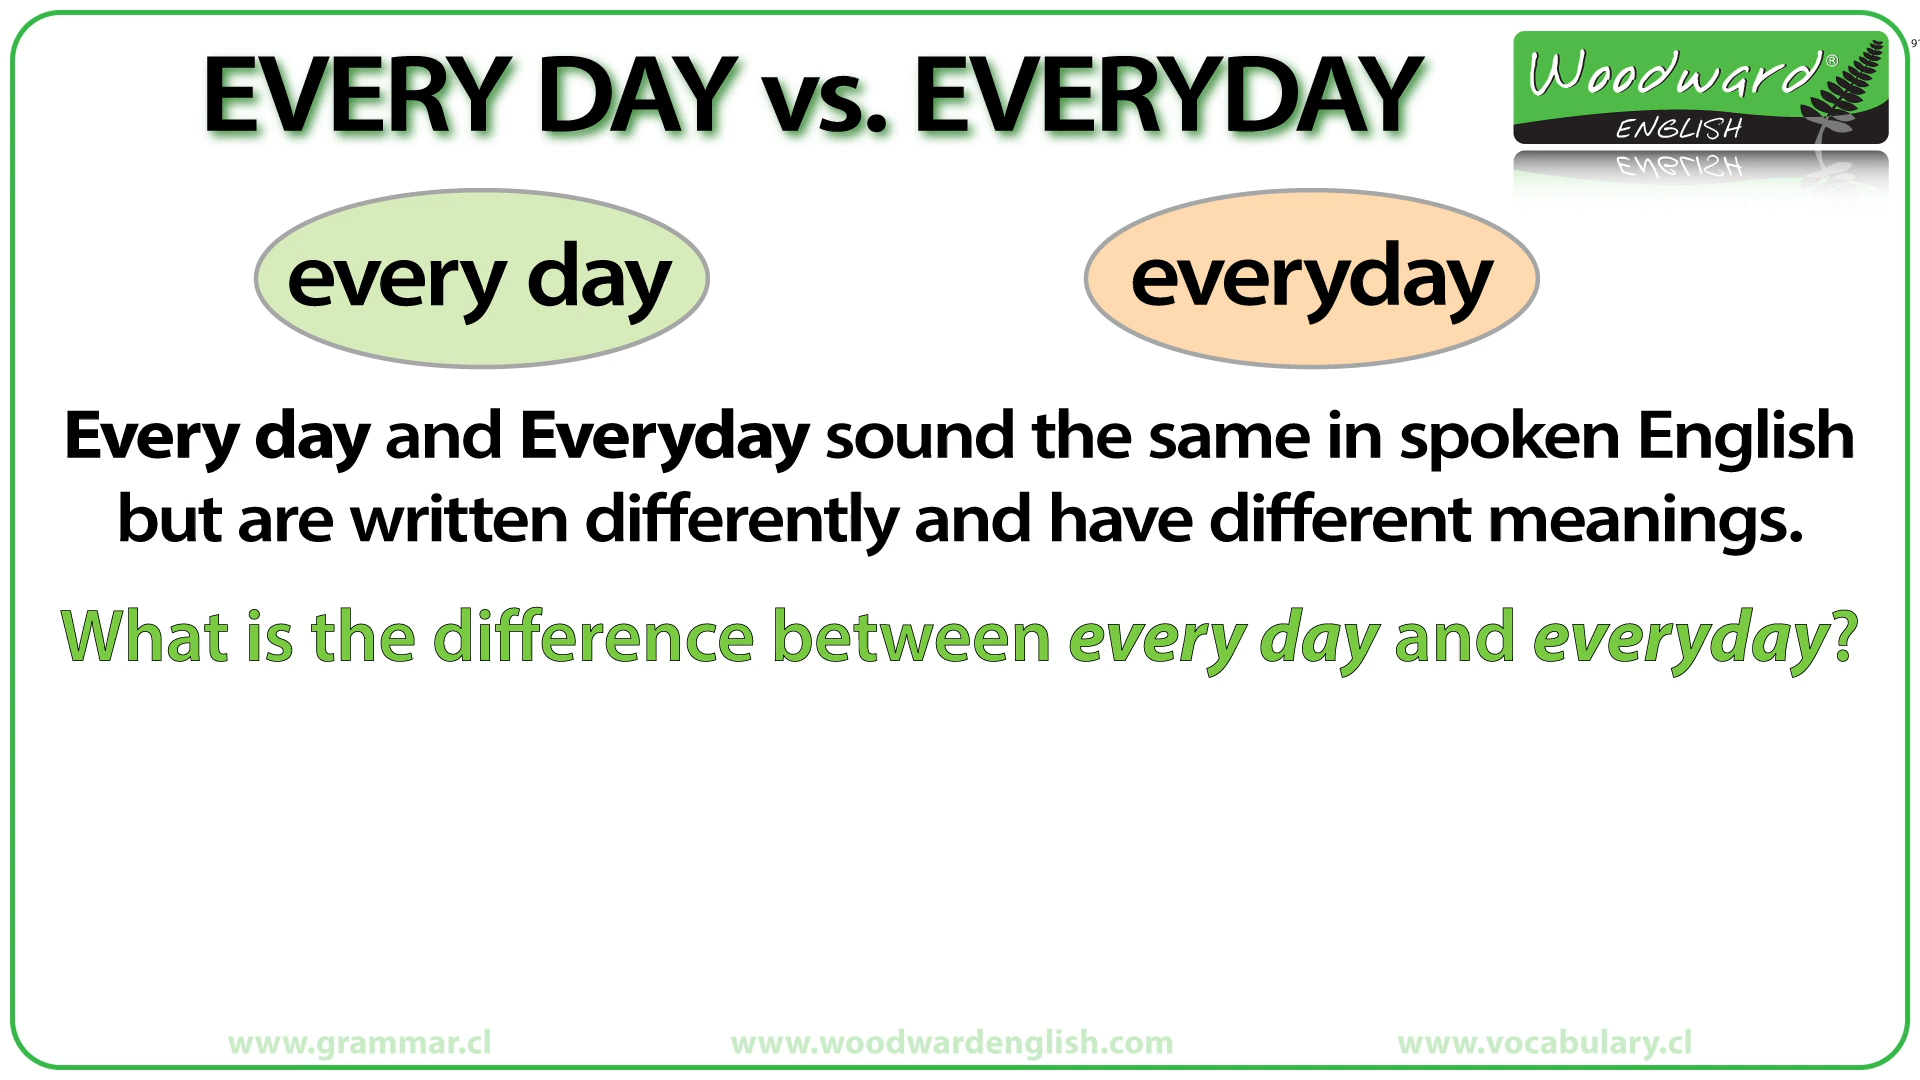 EVERY DAY vs. EVERYDAY
Woodward®
ENGLISH
every day
everyday
Every day and Everyday sound the same in spoken English
but are written differently and have different meanings.
What is the difference between every day and everyday?
www.grammar.cl
www.woodwardenglish.com
www.vocabulary.cl